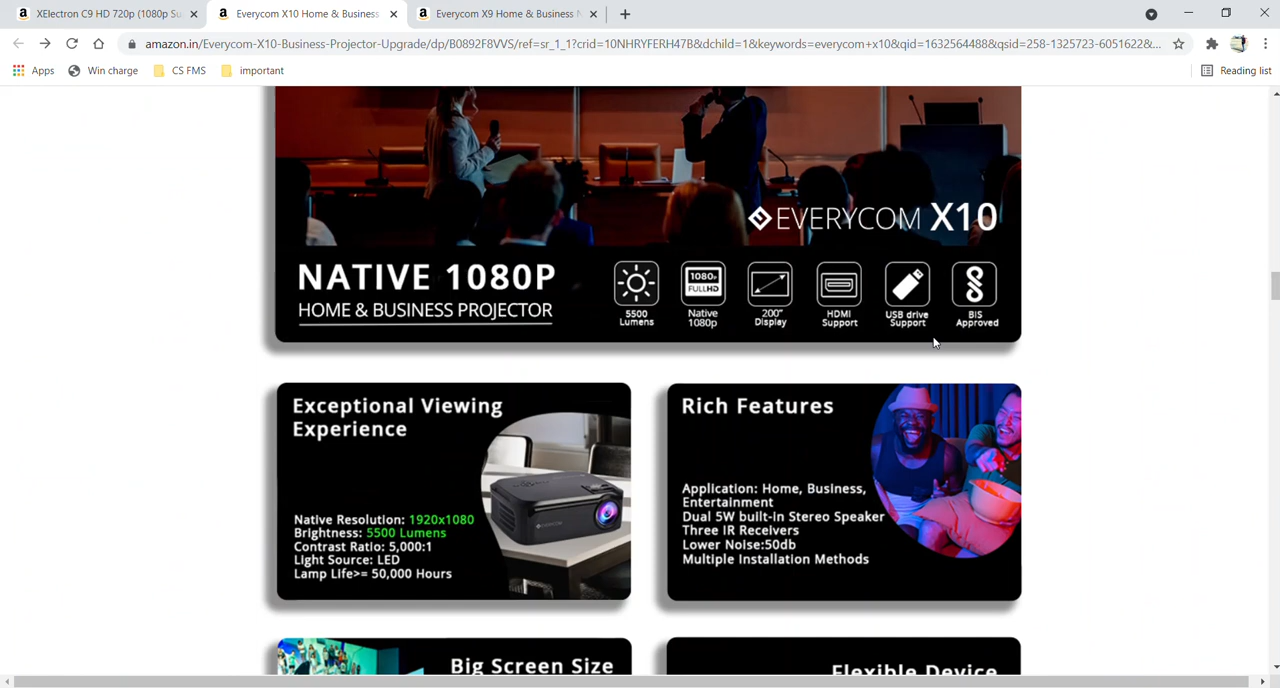 XElectron C9 HD 720p (1080p Su
Everycom X10 Home & Business
Everycom X9 Home & Business N
amazon.in/Everycom-X10-Business-Projector-Upgrade/dp/B0892F8VVV/ref=sr_1_1?crid=10NHRYFERH47B&dchild=1&keywords=everycom+x10&qid=1632564488&qsid=258-1325723-6051622&...
Apps
Win charge
CS FMS
important
Reading list
EVERYCOM X10
NATIVE 1080P
HOME & BUSINESS PROJECTOR
5500
Lumens
1080p
FULLHD
Native
1080p
200"
Display
HDMI
Support
USB drive
Support
BIS
Approved
Exceptional Viewing
Experience
Native Resolution: 1920x1080
Brightness: 5500 Lumens
Contrast Ratio: 5,000:1
Light Source: LED
Lamp Life>= 50,000 Hours
Rich Features
Application: Home, Business,
Entertainment
Dual 5W built-in Stereo Speaker
Three IR Receivers
Lower Noise:50db
Multiple Installation Methods
Big Screen Size
Flexible Device